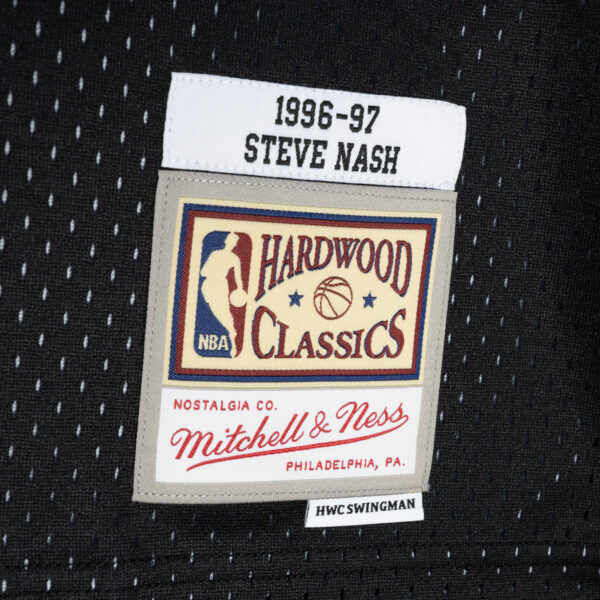 1996-97
STEVE NASH
HARDWOOD
CLASSICS
NBA
NOSTALGIA CO.
Mitchell & Ness
PHILADELPHIA, PA.
HWC SWINGMAN